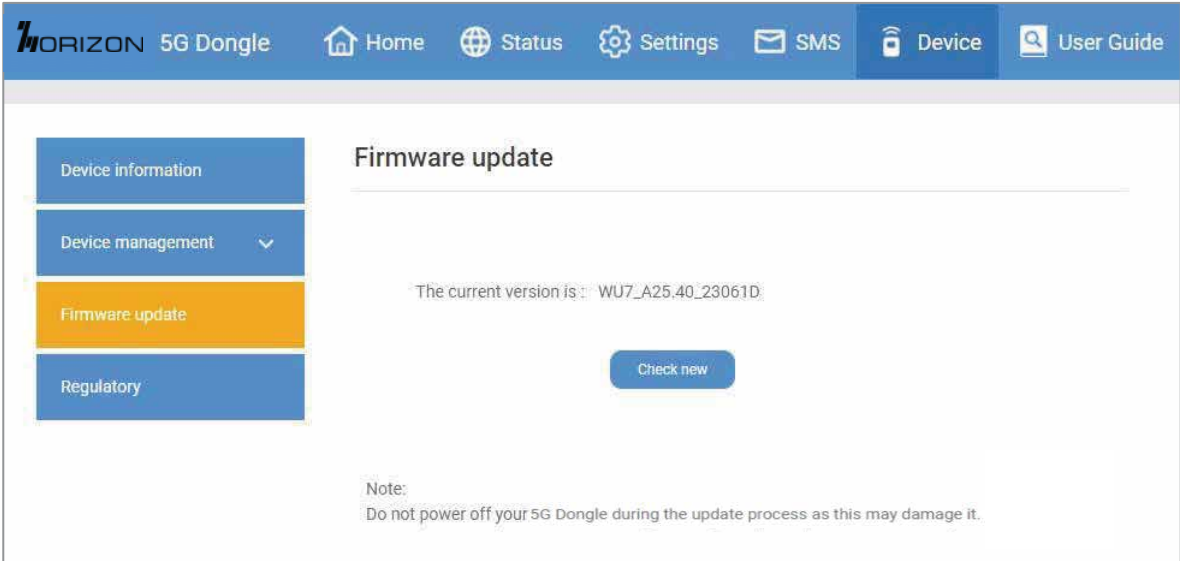 HORIZON 5G Dongle Home Status Settings SMS Device User Guide
Device information
Device management
Firmware update
Regulatory
Firmware update
The current version is : WU7_A25.40_23061D
Check new
Note:
Do not power off your 5G Dongle during the update process as this may damage it.